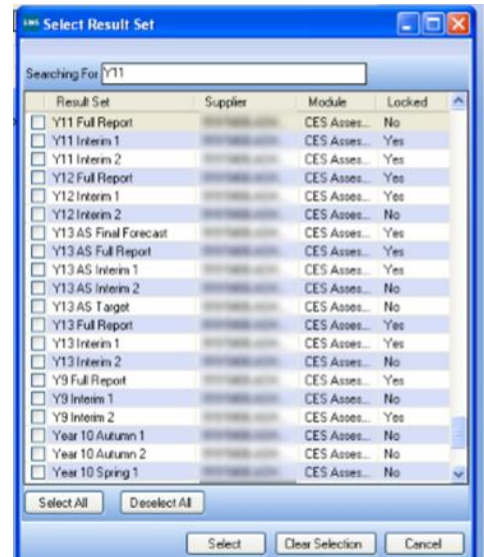 SIMS Select Result Set
Searching For Y11
Result Set Supplier Module Locked
Y11 Full Report CES Asses... No
Y11 Interim 1 CES Asses... Yes
Y11 Interim 2 CES Asses... Yes
Y12 Full Report CES Asses... Yes
Y12 Interim 1 CES Asses... Yes
Y12 Interim 2 CES Asses... No
Y13 AS Final Forecast CES Asses... Yes
Y13 AS Full Report CES Asses... Yes
Y13 AS Interim 1 CES Asses... Yes
Y13 AS Interim 2 CES Asses... No
Y13 AS Target CES Asses... No
Y13 Full Report CES Asses... Yes
Y13 Interim 1 CES Asses... Yes
Y13 Interim 2 CES Asses... No
Y9 Full Report CES Asses... Yes
Y9 Interim 1 CES Asses... No
Y9 Interim 2 CES Asses... Yes
Year 10 Autumn 1 CES Asses... No
Year 10 Autumn 2 CES Asses... No
Year 10 Spring 1 CES Asses... No
Select All Deselect All
Select Clear Selection Cancel